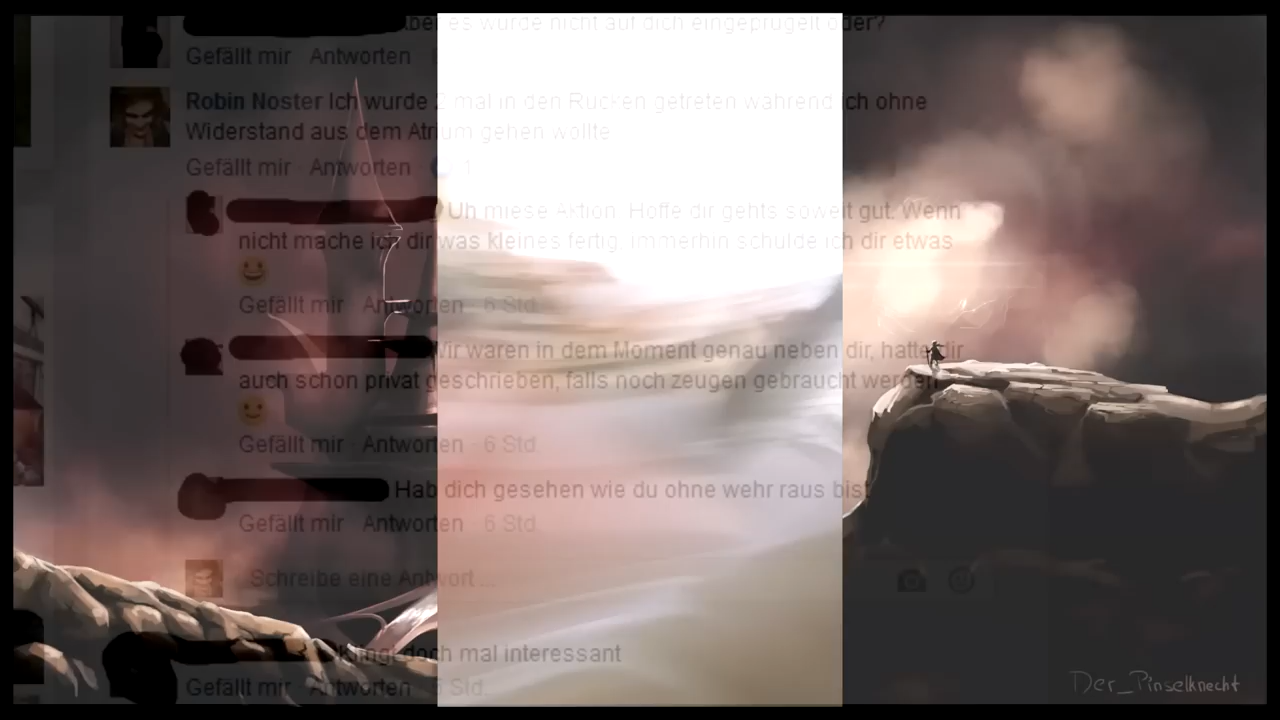 es wurde nicht auf dich eingeprügelt oder?
Gefällt mir · Antworten
Robin Noster Ich wurde 2 mal in den Rücken getreten während ich ohne
Widerstand aus dem Atrium gehen wollte
Gefällt mir · Antworten · 1
Uh miese Aktion. Hoffe dir gehts soweit gut. Wenn
nicht mache ich dir was kleines fertig, immerhin schulde ich dir etwas
Gefällt mir · Antworten · 6 Std.
Wir waren in dem Moment genau neben dir, hatte dir
auch schon privat geschrieben, falls noch zeugen gebraucht werden
Gefällt mir · Antworten · 6 Std.
Hab dich gesehen wie du ohne wehr raus bist
Gefällt mir · Antworten · 6 Std.
Schreibe eine Antwort...
Klingt doch mal interessant
Gefällt mir · Antworten · 5 Std.
Der_Pinselknecht